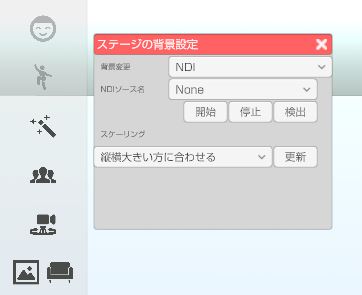 ステージの背景設定
背景変更 NDI
NDIソース名 None
開始 停止 検出
スケーリング
縦横大きい方に合わせる 更新